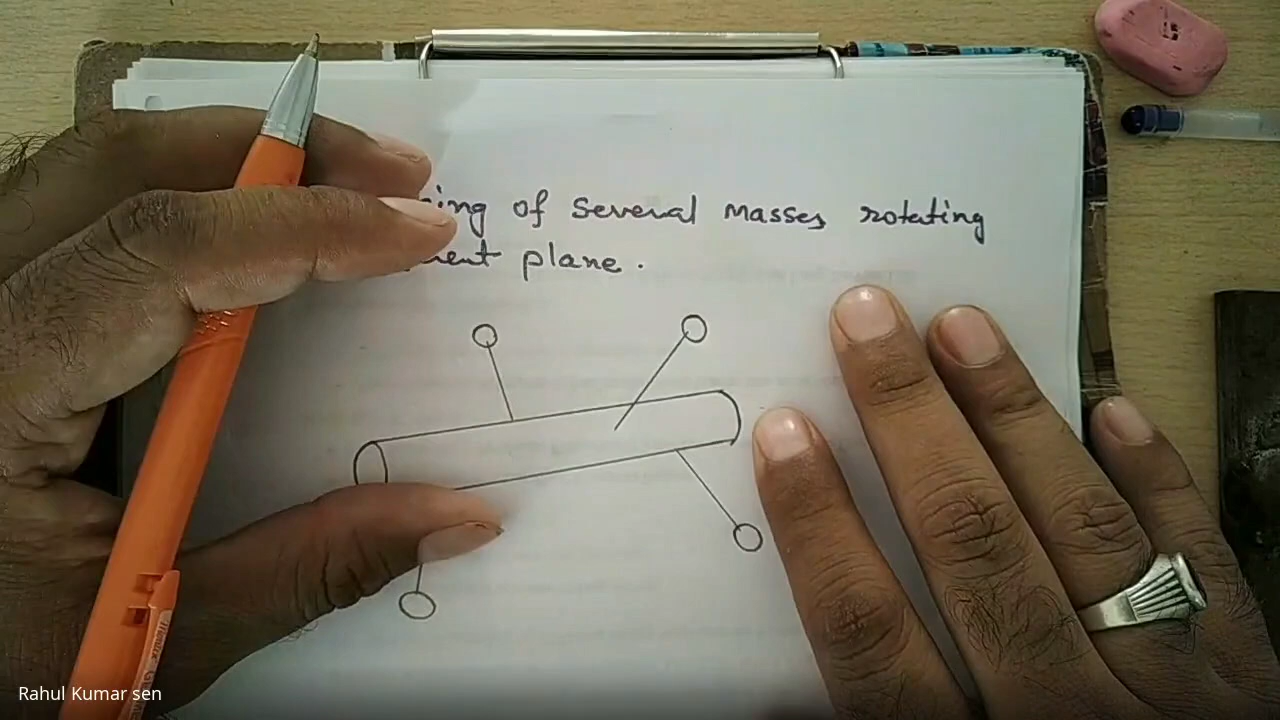 of several masses rotating
plane.
Rahul Kumar sen